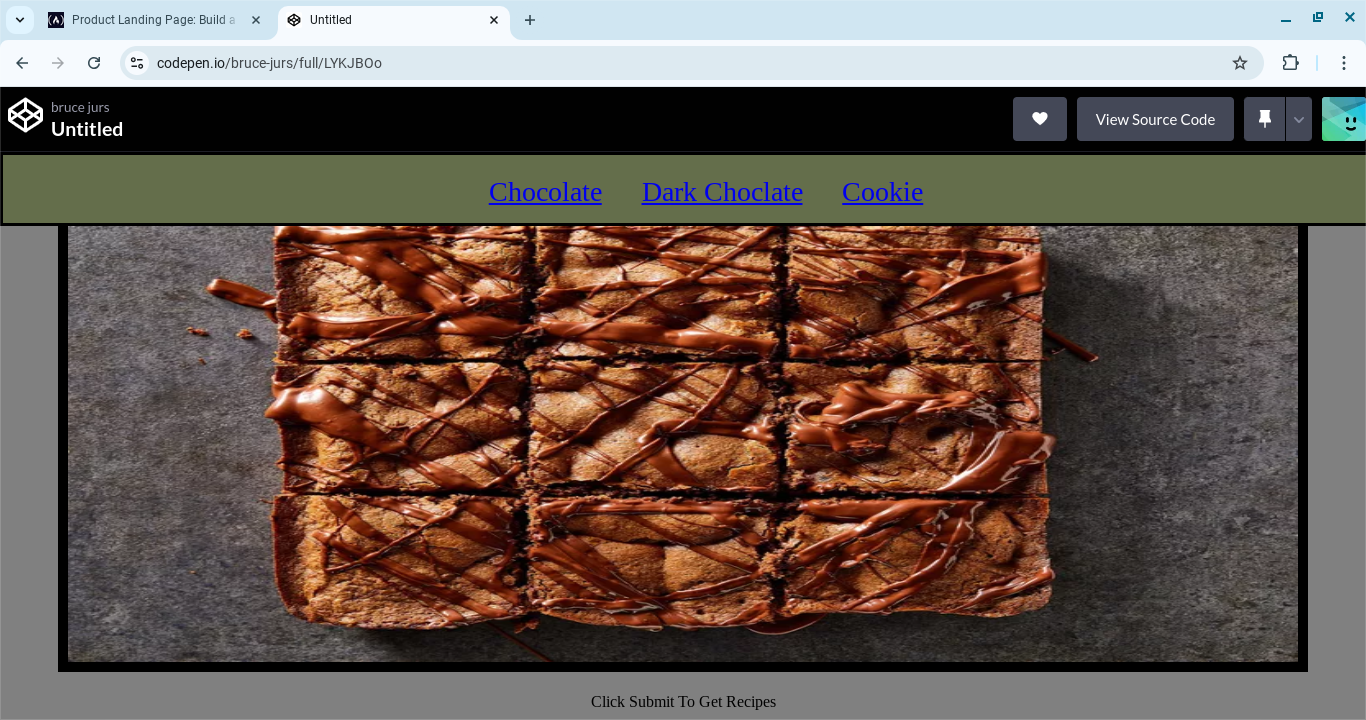 Product Landing Page: Build a
Untitled
codepen.io/bruce-jurs/full/LYKJBOo
bruce jurs
Untitled
View Source Code
Chocolate Dark Choclate Cookie
Click Submit To Get Recipes